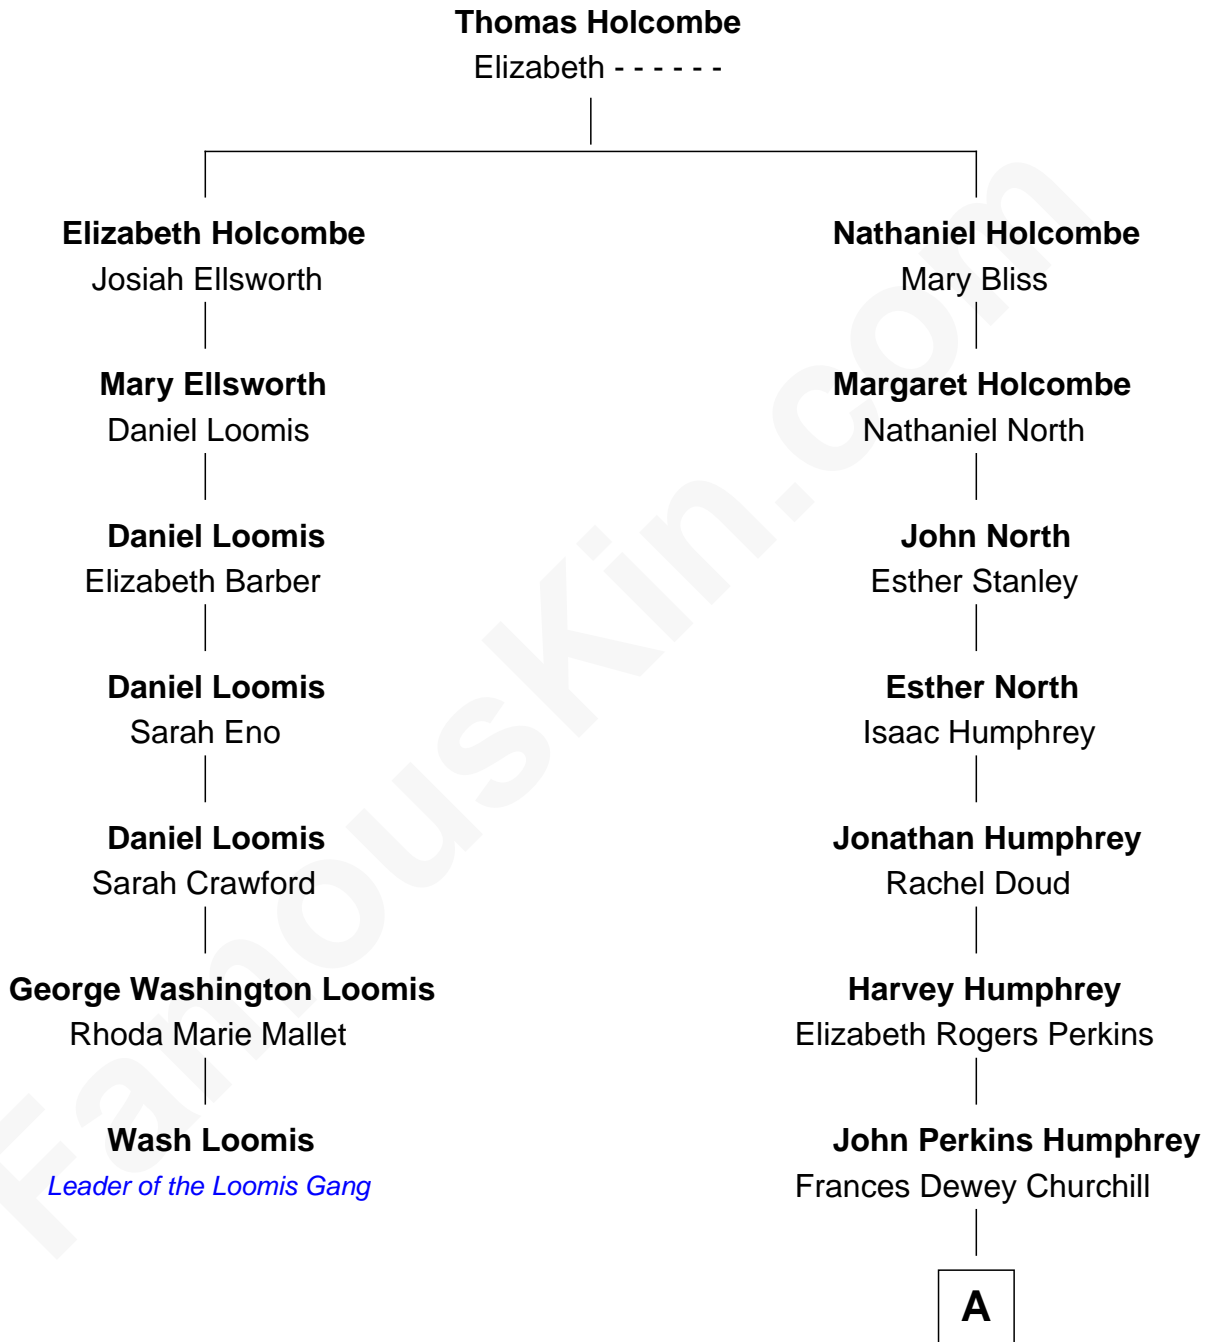 Thomas Holcombe
Elizabeth - - - - - -
Elizabeth Holcombe
Josiah Ellsworth
Nathaniel Holcombe
Mary Bliss
Mary Ellsworth
Daniel Loomis
Margaret Holcombe
Nathaniel North
Daniel Loomis
Elizabeth Barber
John North
Esther Stanley
Daniel Loomis
Sarah Eno
Esther North
Isaac Humphrey
Daniel Loomis
Sarah Crawford
Jonathan Humphrey
Rachel Doud
George Washington Loomis
Rhoda Marie Mallet
Harvey Humphrey
Elizabeth Rogers Perkins
Wash Loomis
Leader of the Loomis Gang
John Perkins Humphrey
Frances Dewey Churchill
A
FamousKin.com